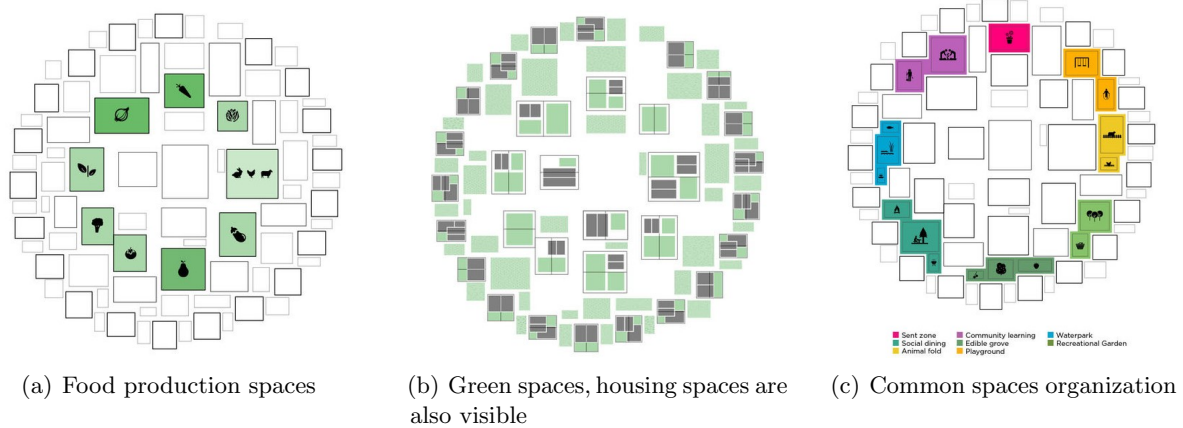 Sent zone
Community learning
Waterpark
Social dining
Edible grove
Recreational Garden
Animal fold
Playground
(a) Food production spaces
(b) Green spaces, housing spaces are
also visible
(c) Common spaces organization